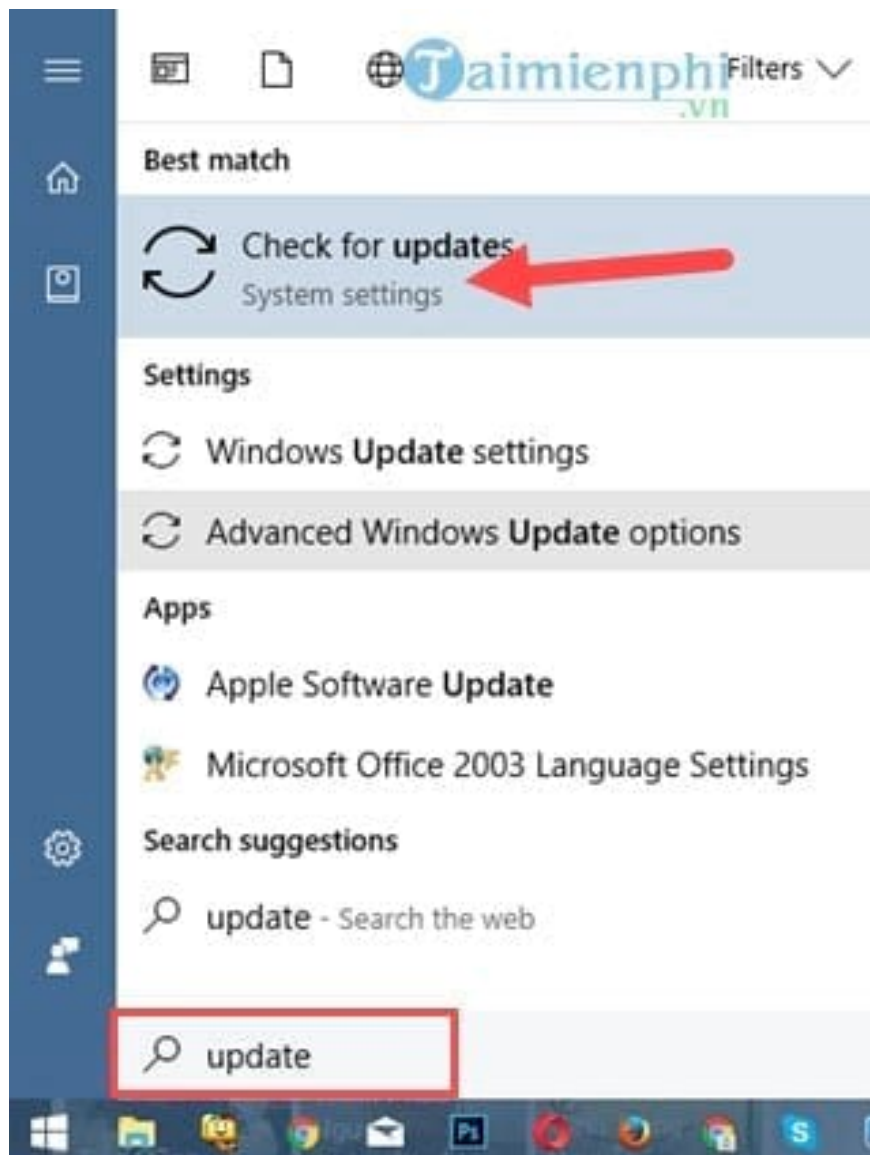 Taimienphi
.vn
Filters
Best match
Check for updates
System settings
Settings
Windows Update settings
Advanced Windows Update options
Apps
Apple Software Update
Microsoft Office 2003 Language Settings
Search suggestions
update - Search the web
update
Ps
S